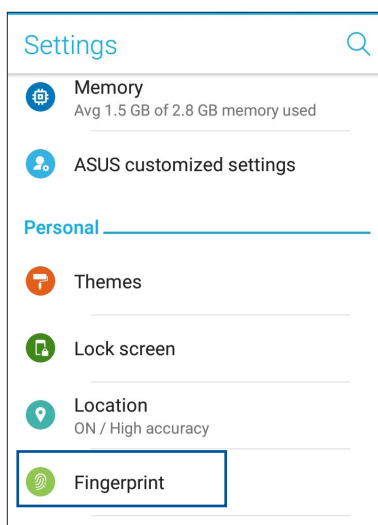 Settings
Memory
Avg 1.5 GB of 2.8 GB memory used
ASUS customized settings
Personal
Themes
Lock screen
Location
ON / High accuracy
Fingerprint